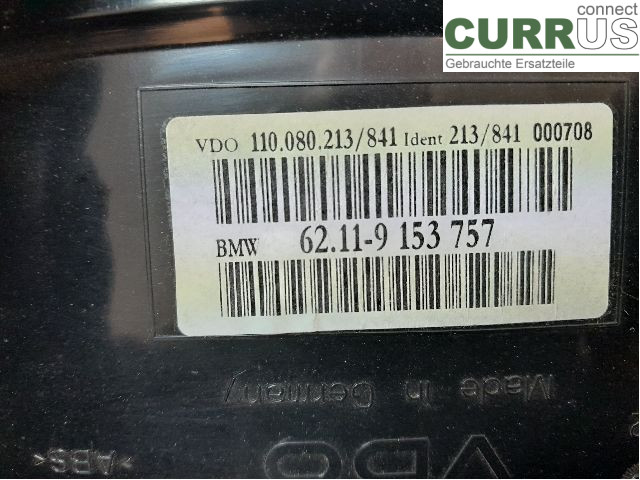 connect
CURRUS
Gebrauchte Ersatzteile
VDO 110.080.213/841 Ident 213/841 000708
BMW 62.11-9 153 757
Made In
Germany
VDO
>ABS<